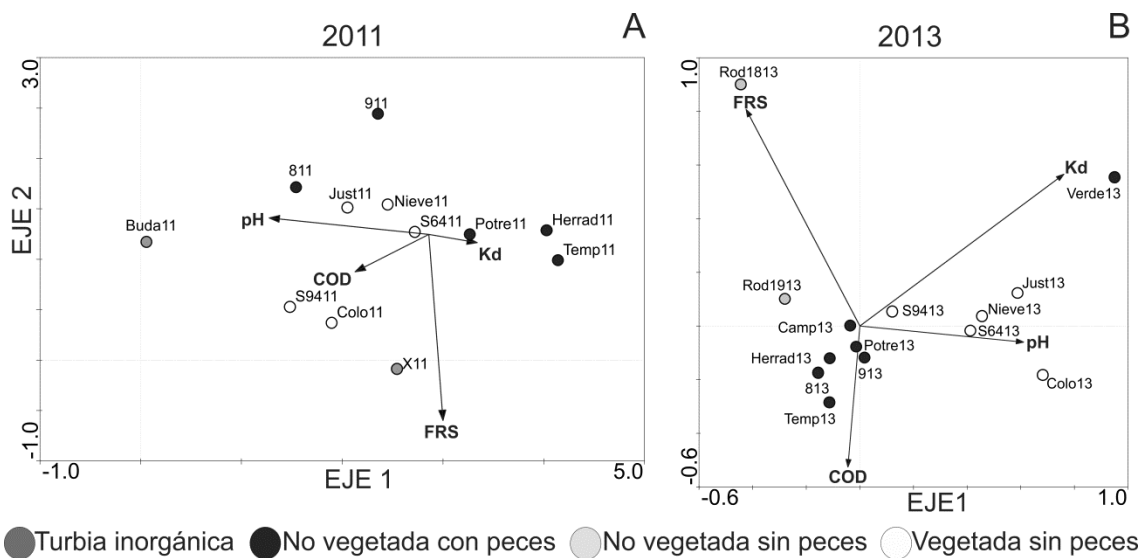 2011
A
3.0
EJE 2
-1.0
-1.0
EJE 1
5.0
911
811
Just11
Nieve11
pH
S6411
Potre11
Herrad11
Buda11
Kd
Temp11
COD
S9411
Colo11
X11
FRS
2013
B
1.0
-0.6
-0.6
EJE1
1.0
Rod1813
FRS
Kd
Verde13
Rod1913
Just13
S9413
Nieve13
Camp13
S6413
pH
Potre13
Herrad13
913
813
Colo13
Temp13
COD
Turbia inorgánica No vegetada con peces No vegetada sin peces Vegetada sin peces